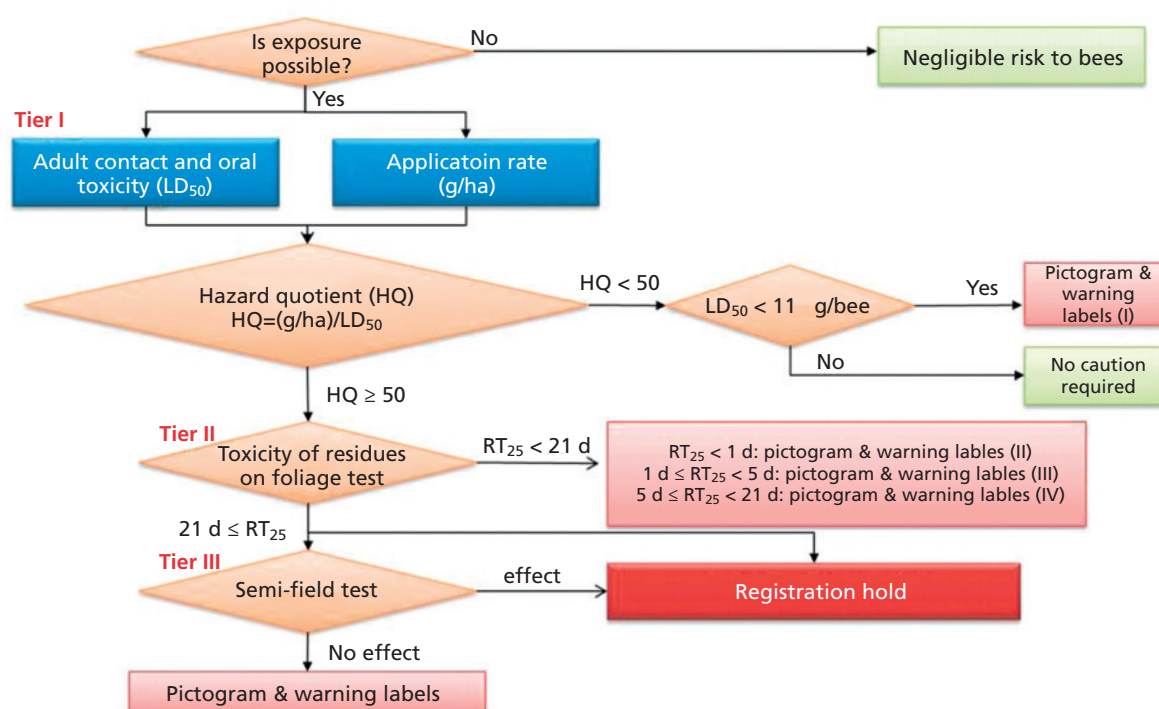 Is exposure
possible?
No
Negligible risk to bees
Yes
Tier I
Adult contact and oral
toxicity (LD₅₀)
Applicatoin rate
(g/ha)
Hazard quotient (HQ)
HQ=(g/ha)/LD₅₀
HQ < 50
LD₅₀ < 11 g/bee
Yes
Pictogram &
warning
labels (I)
No
No caution
required
HQ ≥ 50
Tier II
Toxicity of residues
on foliage test
RT₂₅ < 21 d
RT₂₅ < 1 d: pictogram & warning lables (II)
1 d ≤ RT₂₅ < 5 d: pictogram & warning lables (III)
5 d ≤ RT₂₅ < 21 d: pictogram & warning lables (IV)
21 d ≤ RT₂₅
Tier III
Semi-field test
effect
Registration hold
No effect
Pictogram & warning labels